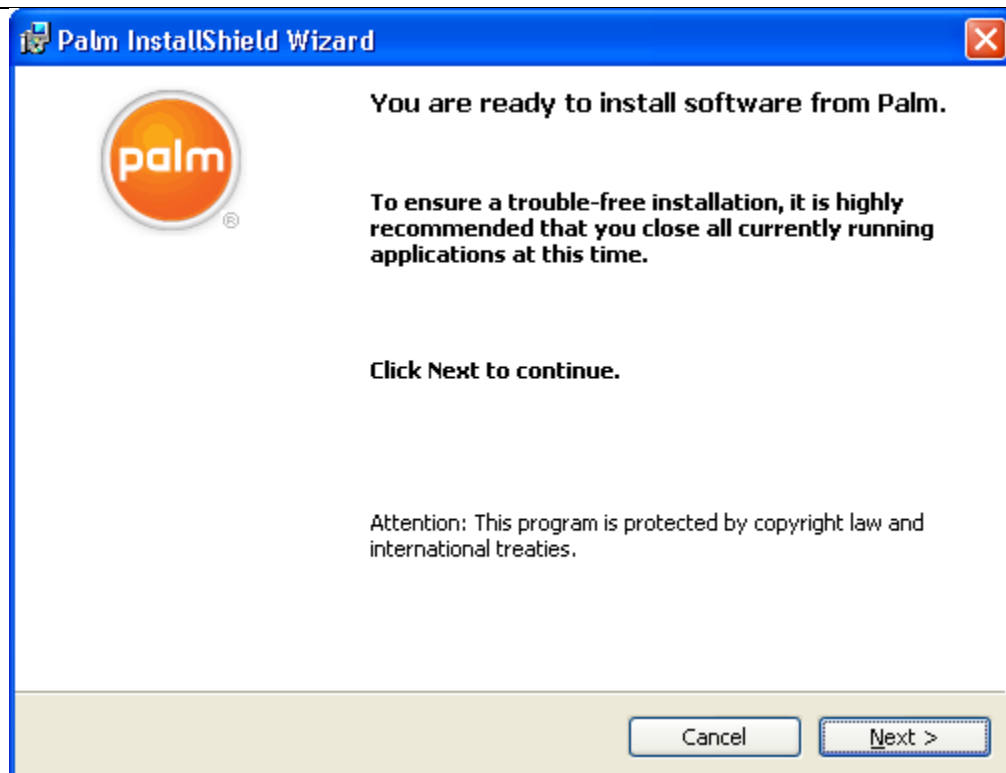 Palm InstallShield Wizard
You are ready to install software from Palm.
palm
®
To ensure a trouble-free installation, it is highly
recommended that you close all currently running
applications at this time.
Click Next to continue.
Attention: This program is protected by copyright law and
international treaties.
Cancel
Next >